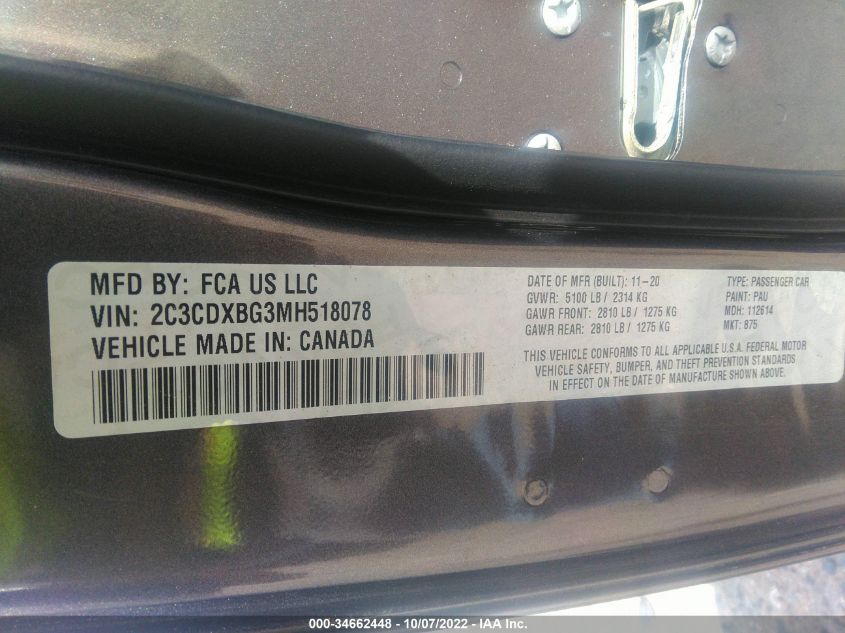 MFD BY: FCA US LLC
VIN: 2C3CDXBG3MH518078
VEHICLE MADE IN: CANADA
DATE OF MFR (BUILT): 11-20
GVWR: 5100 LB / 2314 KG
GAWR FRONT: 2810 LB / 1275 KG
GAWR REAR: 2810 LB / 1275 KG
TYPE: PASSENGER CAR
PAINT: PAU
MDH: 112614
MKT: 875
THIS VEHICLE CONFORMS TO ALL APPLICABLE U.S.A. FEDERAL MOTOR
VEHICLE SAFETY, BUMPER, AND THEFT PREVENTION STANDARDS
IN EFFECT ON THE DATE OF MANUFACTURE SHOWN ABOVE.
000-34662448 - 10/07/2022 - IAA Inc.